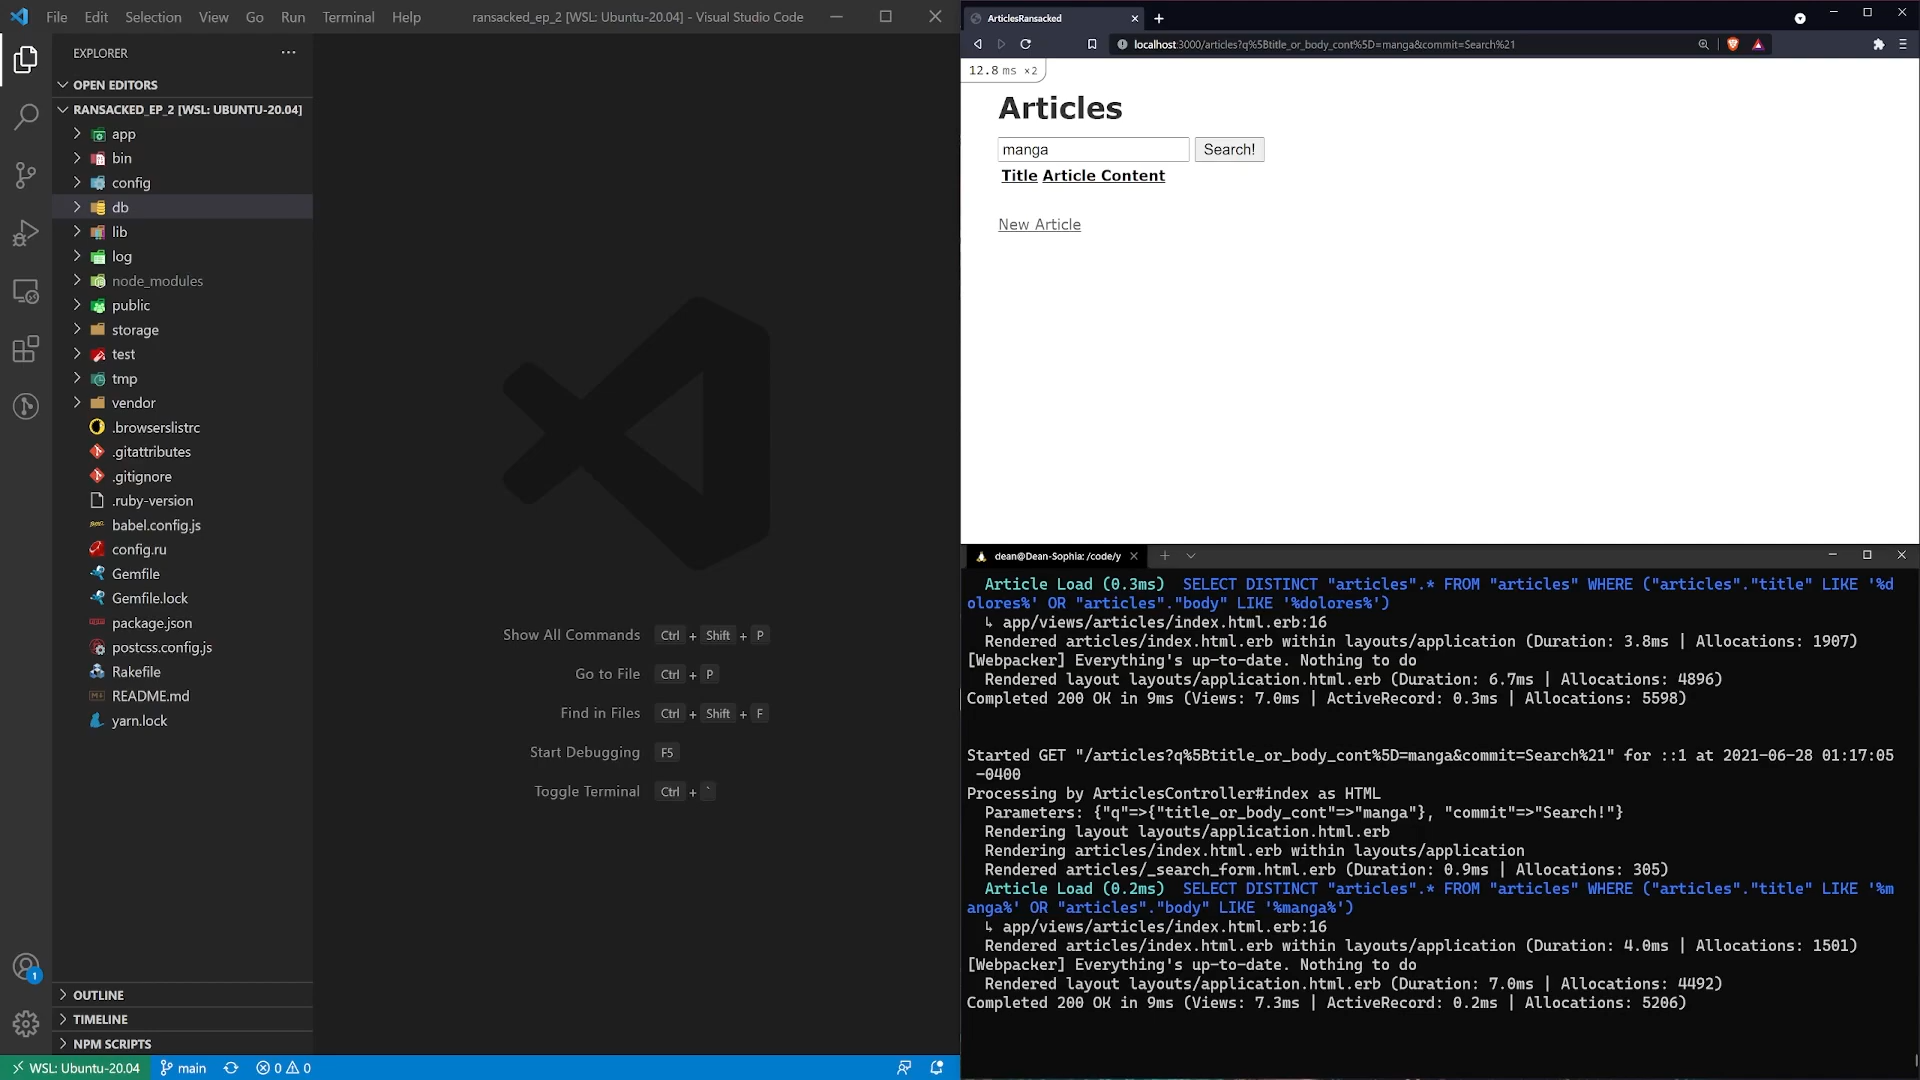 File Edit Selection View Go Run Terminal Help
ransacked_ep_2 [WSL: Ubuntu-20.04] - Visual Studio Code
EXPLORER
OPEN EDITORS
RANSACKED_EP_2 [WSL: UBUNTU-20.04]
app
bin
config
db
lib
log
node_modules
public
storage
test
tmp
vendor
.browserslistrc
.gitattributes
.gitignore
.ruby-version
babel.config.js
config.ru
Gemfile
Gemfile.lock
package.json
postcss.config.js
Rakefile
README.md
yarn.lock
OUTLINE
TIMELINE
NPM SCRIPTS
1
WSL: Ubuntu-20.04 main 0 0
Show All Commands Ctrl + Shift + P
Go to File Ctrl + P
Find in Files Ctrl + Shift + F
Start Debugging F5
Toggle Terminal Ctrl + `
ArticlesRansacked
localhost:3000/articles?q%5Btitle_or_body_cont%5D=manga&commit=Search%21
12.8 ms ×2
Articles
manga Search!
Title Article Content
New Article
dean@Dean-Sophia: /code/y
Article Load (0.3ms) SELECT DISTINCT "articles".* FROM "articles" WHERE ("articles"."title" LIKE '%d
olores%' OR "articles"."body" LIKE '%dolores%')
↳ app/views/articles/index.html.erb:16
Rendered articles/index.html.erb within layouts/application (Duration: 3.8ms | Allocations: 1907)
[Webpacker] Everything's up-to-date. Nothing to do
Rendered layout layouts/application.html.erb (Duration: 6.7ms | Allocations: 4896)
Completed 200 OK in 9ms (Views: 7.0ms | ActiveRecord: 0.3ms | Allocations: 5598)
Started GET "/articles?q%5Btitle_or_body_cont%5D=manga&commit=Search%21" for ::1 at 2021-06-28 01:17:05
-0400
Processing by ArticlesController#index as HTML
Parameters: {"q"=>{"title_or_body_cont"=>"manga"}, "commit"=>"Search!"}
Rendering layout layouts/application.html.erb
Rendering articles/index.html.erb within layouts/application
Rendered articles/_search_form.html.erb (Duration: 0.9ms | Allocations: 305)
Article Load (0.2ms) SELECT DISTINCT "articles".* FROM "articles" WHERE ("articles"."title" LIKE '%m
anga%' OR "articles"."body" LIKE '%manga%')
↳ app/views/articles/index.html.erb:16
Rendered articles/index.html.erb within layouts/application (Duration: 4.0ms | Allocations: 1501)
[Webpacker] Everything's up-to-date. Nothing to do
Rendered layout layouts/application.html.erb (Duration: 7.0ms | Allocations: 4492)
Completed 200 OK in 9ms (Views: 7.3ms | ActiveRecord: 0.2ms | Allocations: 5206)